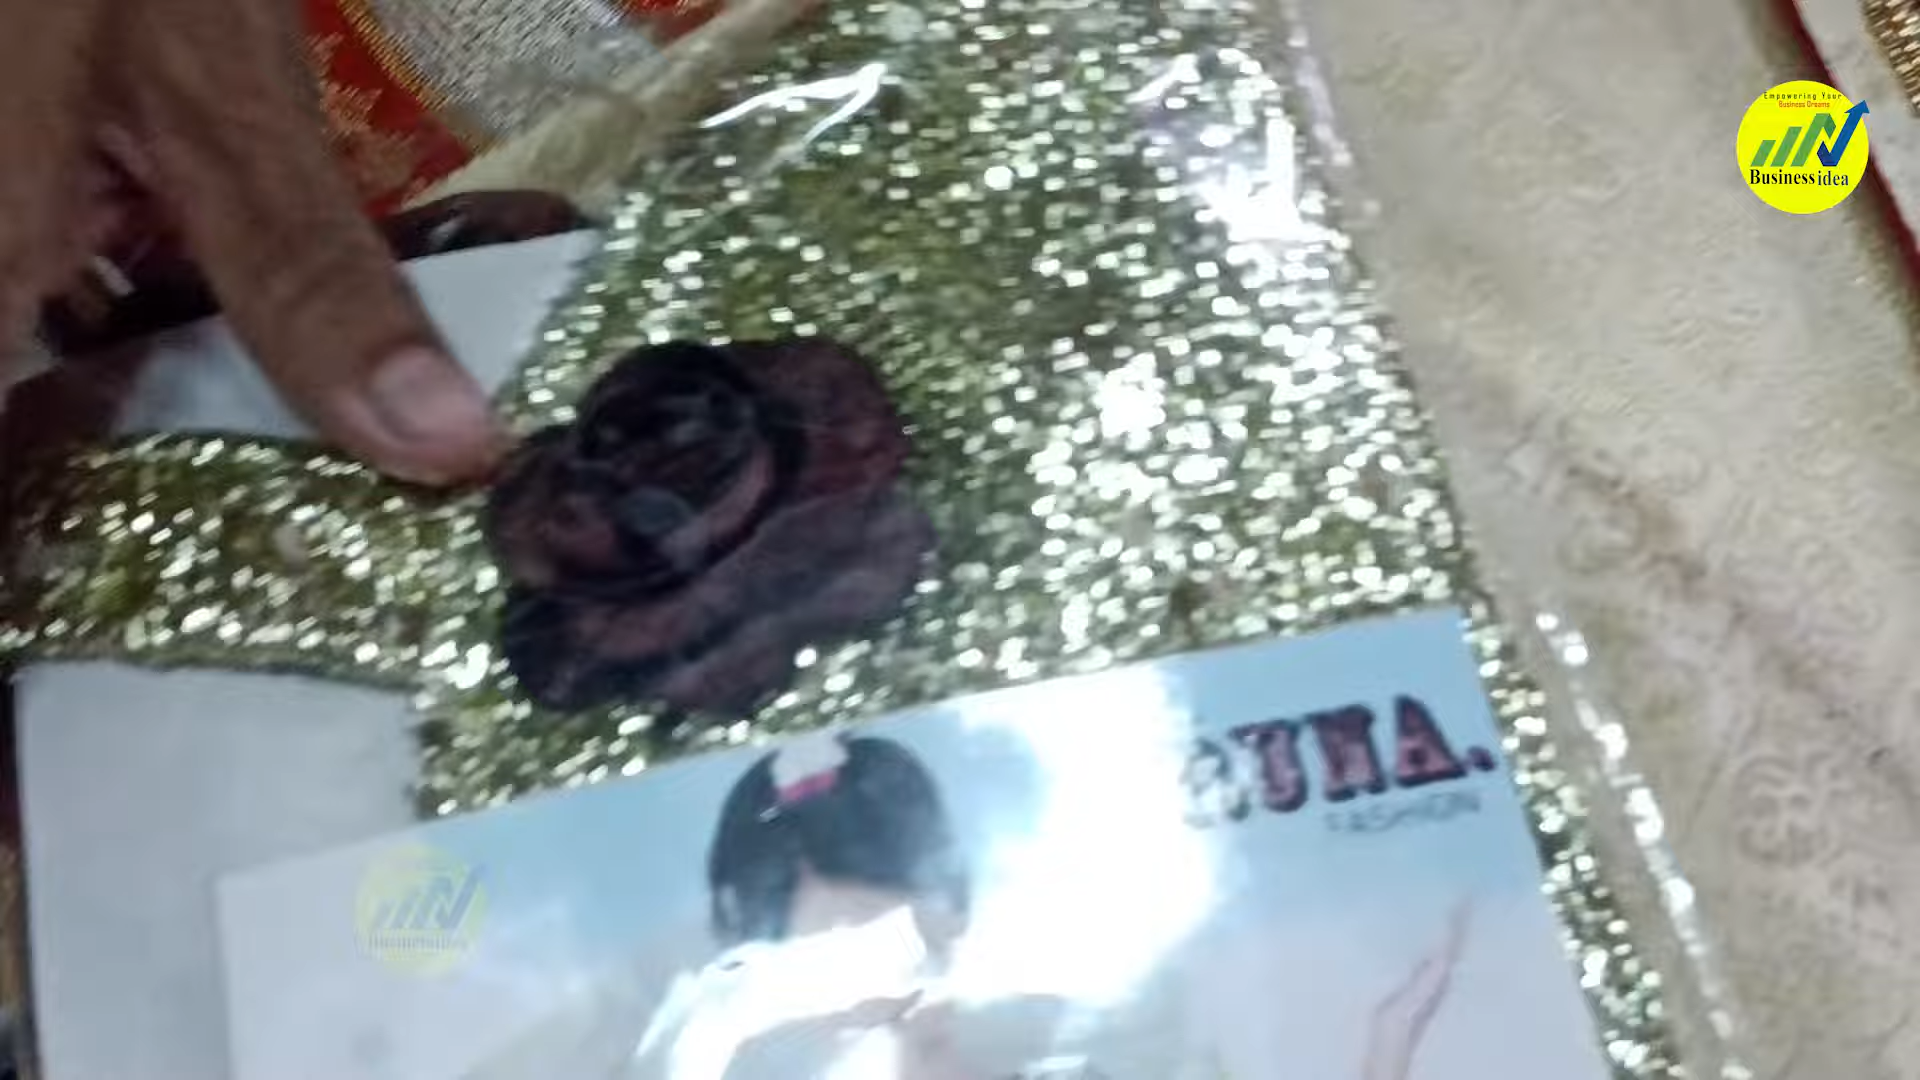 Empowering Your
Business Dreams
Business idea
UNA.
FASHION